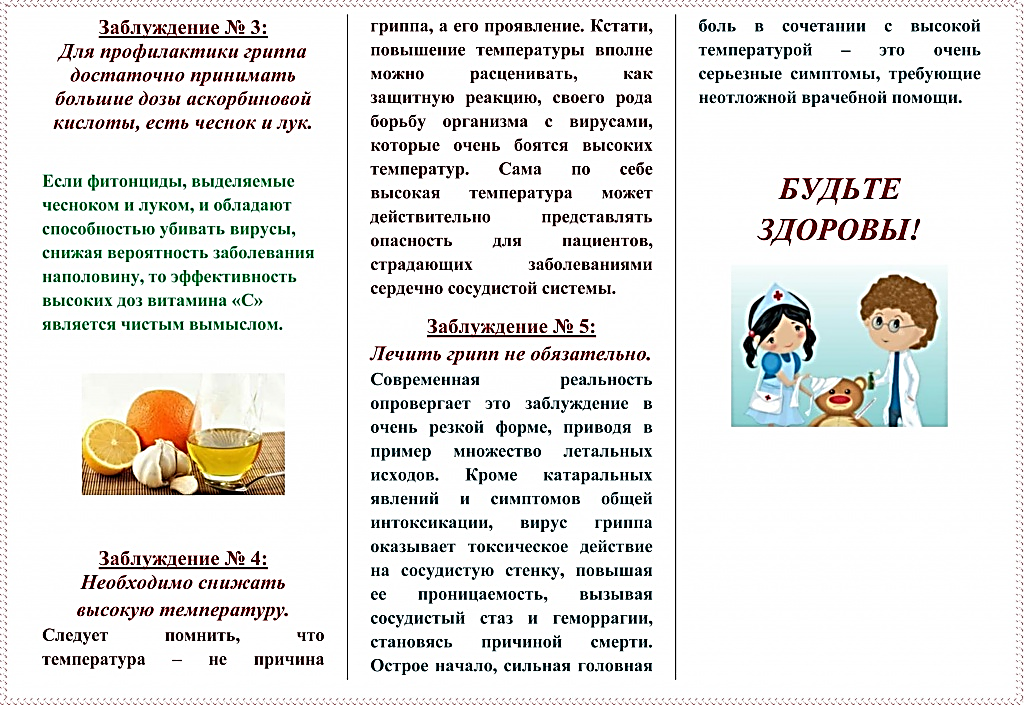 Заблуждение № 3:
Для профилактики гриппа
достаточно принимать
большие дозы аскорбиновой
кислоты, есть чеснок и лук.
Если фитонциды, выделяемые
чесноком и луком, и обладают
способностью убивать вирусы,
снижая вероятность заболевания
наполовину, то эффективность
высоких доз витамина «С»
является чистым вымыслом.
Заблуждение № 4:
Необходимо снижать
высокую температуру.
Следует помнить, что
температура – не причина
гриппа, а его проявление. Кстати,
повышение температуры вполне
можно расценивать, как
защитную реакцию, своего рода
борьбу организма с вирусами,
которые очень боятся высоких
температур. Сама по себе
высокая температура может
действительно представлять
опасность для пациентов,
страдающих заболеваниями
сердечно сосудистой системы.
Заблуждение № 5:
Лечить грипп не обязательно.
Современная реальность
опровергает это заблуждение в
очень резкой форме, приводя в
пример множество летальных
исходов. Кроме катаральных
явлений и симптомов общей
интоксикации, вирус гриппа
оказывает токсическое действие
на сосудистую стенку, повышая
ее проницаемость, вызывая
сосудистый стаз и геморрагии,
становясь причиной смерти.
Острое начало, сильная головная
боль в сочетании с высокой
температурой – это очень
серьезные симптомы, требующие
неотложной врачебной помощи.
БУДЬТЕ
ЗДОРОВЫ!